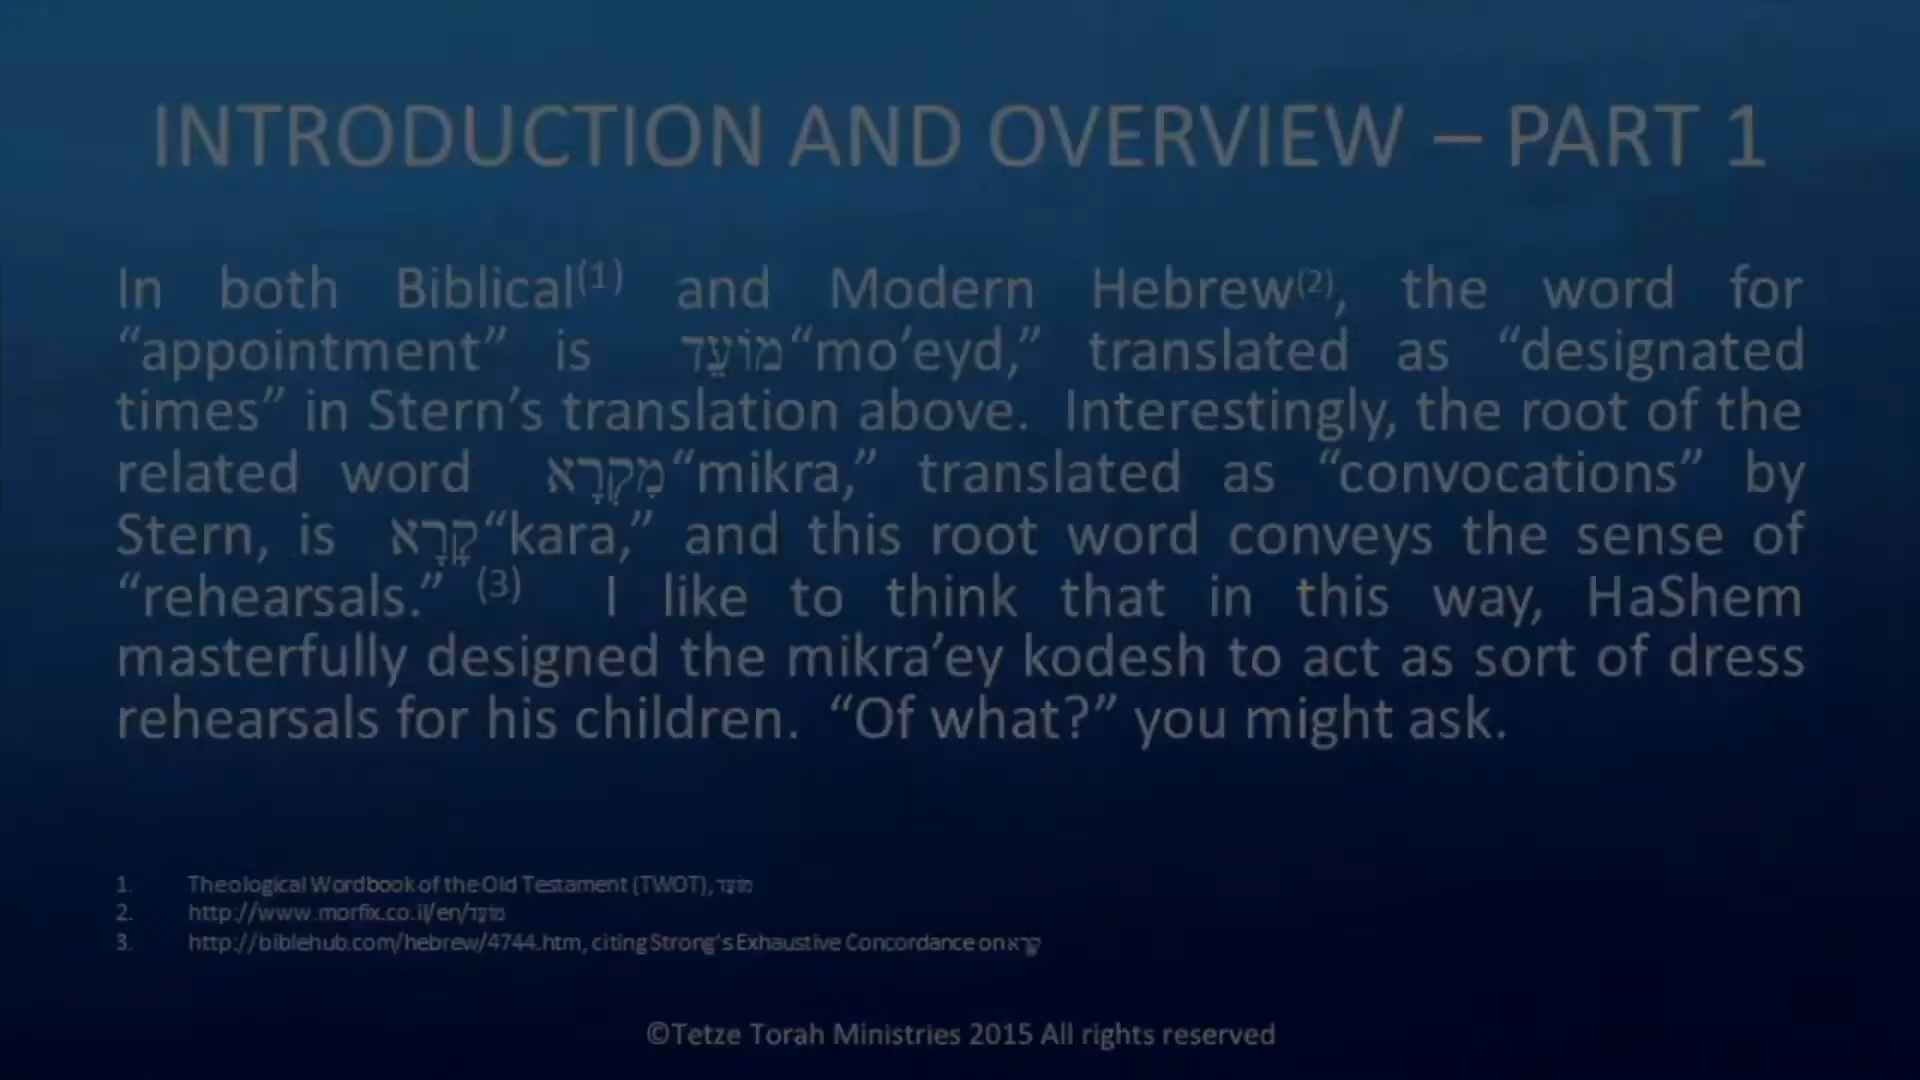 INTRODUCTION AND OVERVIEW – PART 1
In both Biblical(1) and Modern Hebrew(2), the word for
“appointment” is מוֹעֵד “mo’eyd,” translated as “designated
times” in Stern’s translation above. Interestingly, the root of the
related word מִקְרָא “mikra,” translated as “convocations” by
Stern, is קָרָא “kara,” and this root word conveys the sense of
“rehearsals.” (3) I like to think that in this way, HaShem
masterfully designed the mikra’ey kodesh to act as sort of dress
rehearsals for his children. “Of what?” you might ask.
1. Theological Wordbook of the Old Testament (TWOT), מוֹעֵד
2. http://www.morfix.co.il/en/מוֹעֵד
3. http://biblehub.com/hebrew/4744.htm, citing Strong's Exhaustive Concordance on קָרָא
©Tetze Torah Ministries 2015 All rights reserved